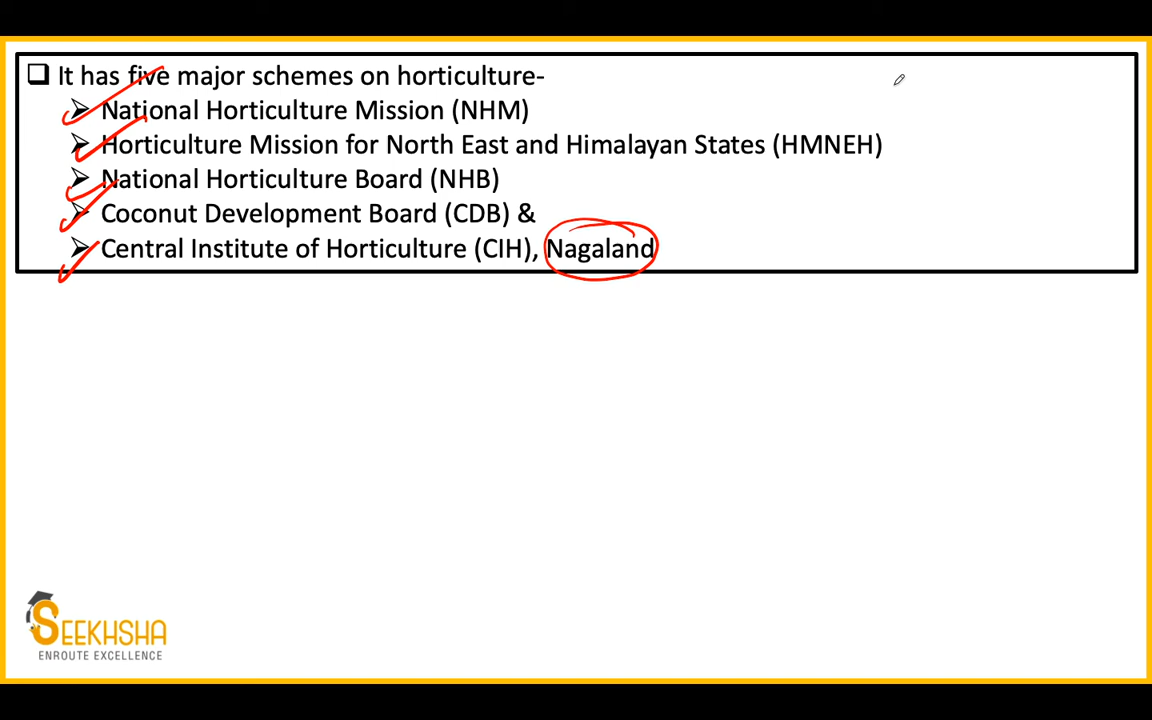 It has five major schemes on horticulture-
National Horticulture Mission (NHM)
Horticulture Mission for North East and Himalayan States (HMNEH)
National Horticulture Board (NHB)
Coconut Development Board (CDB) &
Central Institute of Horticulture (CIH), Nagaland
SEEKHSHA
ENROUTE EXCELLENCE